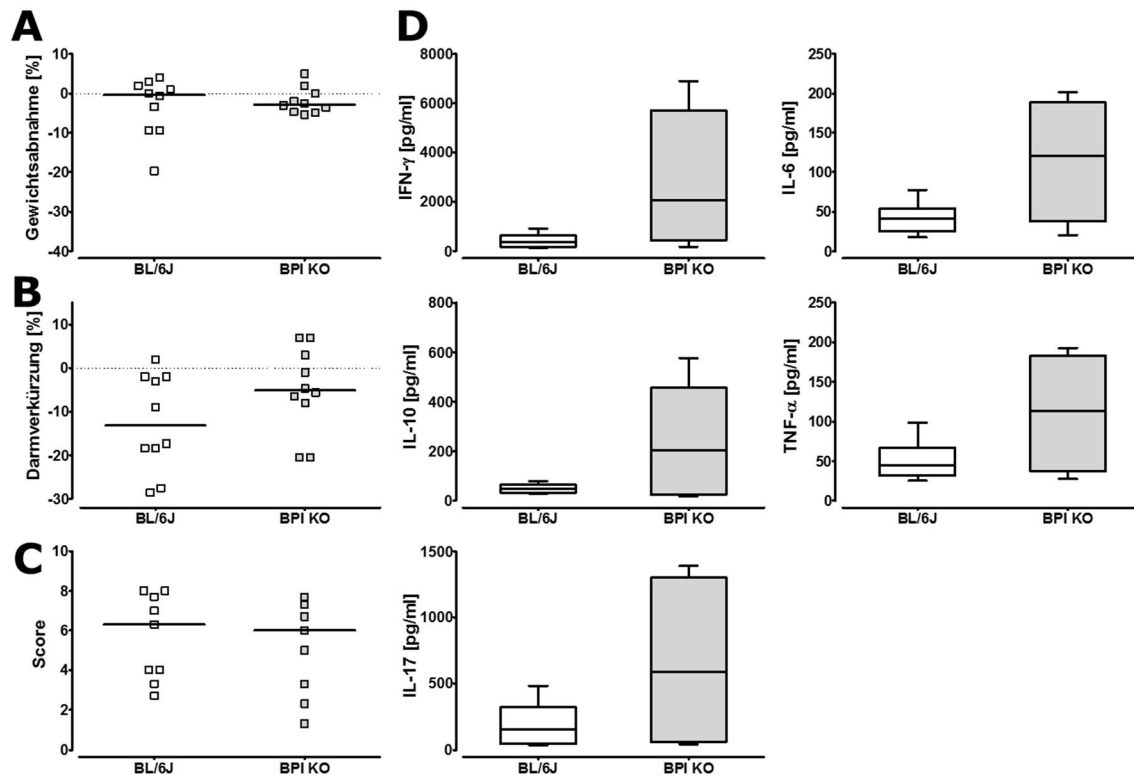 A
Gewichtsabnahme [%]
10
0
-10
-20
-30
-40
BL/6J
BPI KO
B
Darmverkürzung [%]
10
0
-10
-20
-30
BL/6J
BPI KO
C
Score
10
8
6
4
2
0
BL/6J
BPI KO
D
IFN-γ [pg/ml]
8000
6000
4000
2000
0
BL/6J
BPI KO
IL-6 [pg/ml]
250
200
150
100
50
0
BL/6J
BPI KO
IL-10 [pg/ml]
800
600
400
200
0
BL/6J
BPI KO
TNF-α [pg/ml]
250
200
150
100
50
0
BL/6J
BPI KO
IL-17 [pg/ml]
1500
1000
500
0
BL/6J
BPI KO